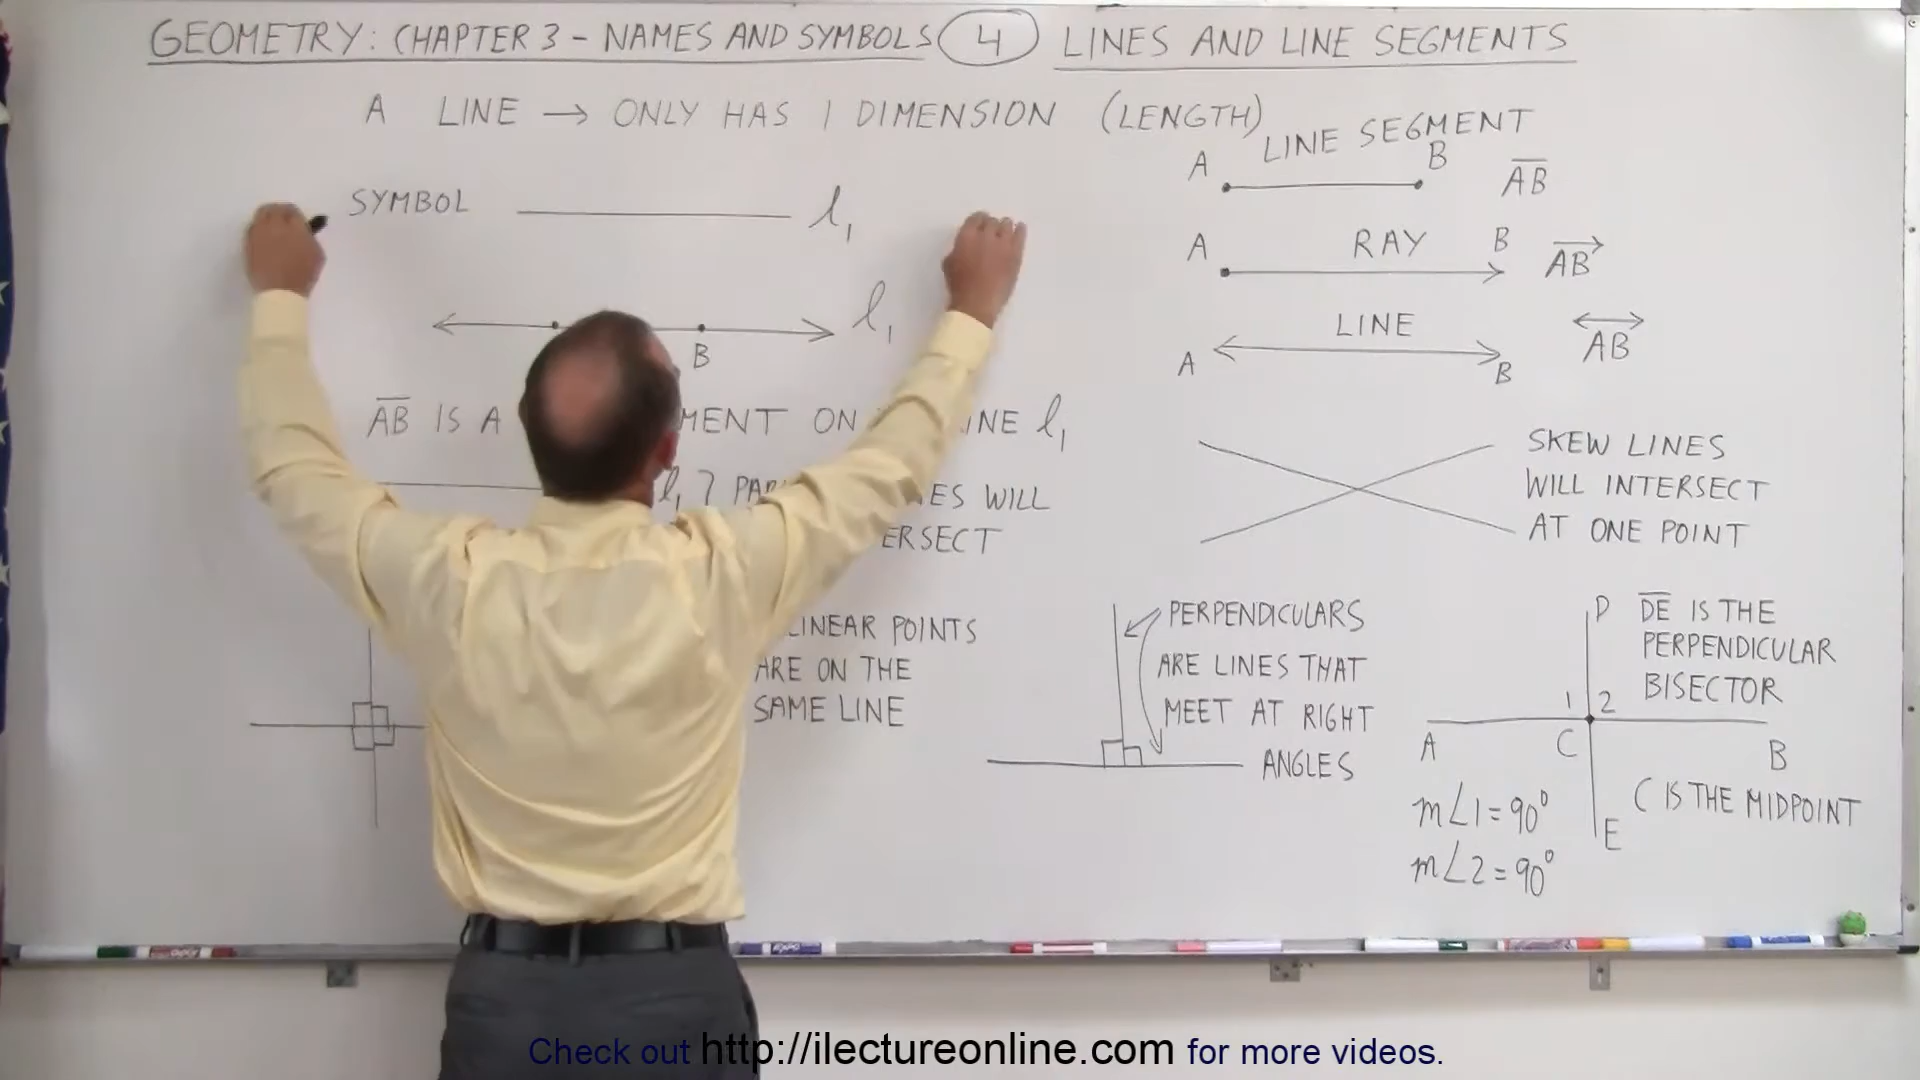 GEOMETRY: CHAPTER 3 - NAMES AND SYMBOLS 4 LINES AND LINE SEGMENTS
A LINE → ONLY HAS 1 DIMENSION (LENGTH)
SYMBOL l₁
l₁
B
A̅B̅ IS A MENT ON INE l₁
l₁ } PAR ES WILL
ERSECT
LINEAR POINTS
ARE ON THE
SAME LINE
LINE SEGMENT
A B A̅B̅
RAY
A B AB→
LINE
A B AB↔
SKEW LINES
WILL INTERSECT
AT ONE POINT
PERPENDICULARS
ARE LINES THAT
MEET AT RIGHT
ANGLES
D D̅E̅ IS THE
PERPENDICULAR
BISECTOR
1 2
A C B
C IS THE MIDPOINT
E
m∠1 = 90°
m∠2 = 90°
Check out http://ilectureonline.com for more videos.